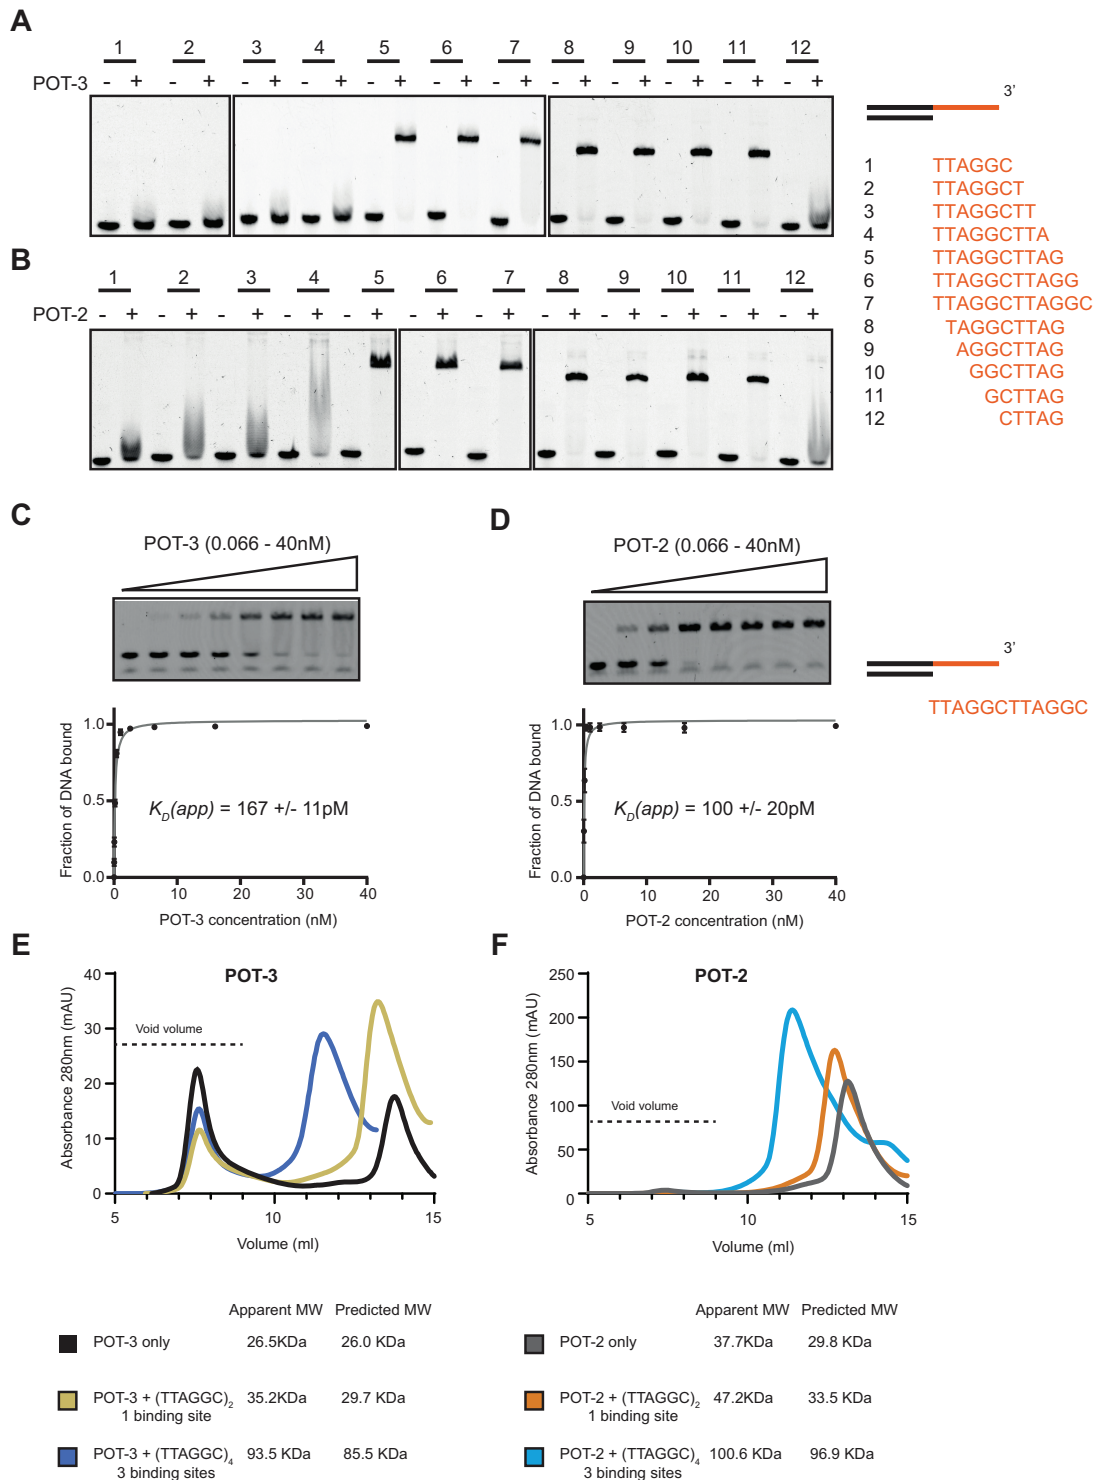 A
1 2 3 4 5 6 7 8 9 10 11 12
POT-3 - + - + - + - + - + - + - + - + - + - + - + - +
3'
1 TTAGGC
2 TTAGGCT
3 TTAGGCTT
4 TTAGGCTTA
5 TTAGGCTTAG
6 TTAGGCTTAGG
7 TTAGGCTTAGGC
8 TAGGCTTAG
9 AGGCTTAG
10 GGCTTAG
11 GCTTAG
12 CTTAG
B
1 2 3 4 5 6 7 8 9 10 11 12
POT-2 - + - + - + - + - + - + - + - + - + - + - + - +
C
POT-3 (0.066 - 40nM)
Fraction of DNA bound
1.0
0.5
0.0
K_D(app) = 167 +/- 11pM
0 10 20 30 40
POT-3 concentration (nM)
D
POT-2 (0.066 - 40nM)
3'
TTAGGCTTAGGC
Fraction of DNA bound
1.0
0.5
0.0
K_D(app) = 100 +/- 20pM
0 10 20 30 40
POT-2 concentration (nM)
E
POT-3
Absorbance 280nm (mAU)
40
30
20
10
0
Void volume
5 10 15
Volume (ml)
Apparent MW Predicted MW
POT-3 only 26.5KDa 26.0 KDa
POT-3 + (TTAGGC)₂ 35.2KDa 29.7 KDa
1 binding site
POT-3 + (TTAGGC)₄ 93.5 KDa 85.5 KDa
3 binding sites
F
POT-2
Absorbance 280nm (mAU)
250
200
150
100
50
0
Void volume
5 10 15
Volume (ml)
Apparent MW Predicted MW
POT-2 only 37.7KDa 29.8 KDa
POT-2 + (TTAGGC)₂ 47.2KDa 33.5 KDa
1 binding site
POT-2 + (TTAGGC)₄ 100.6 KDa 96.9 KDa
3 binding sites